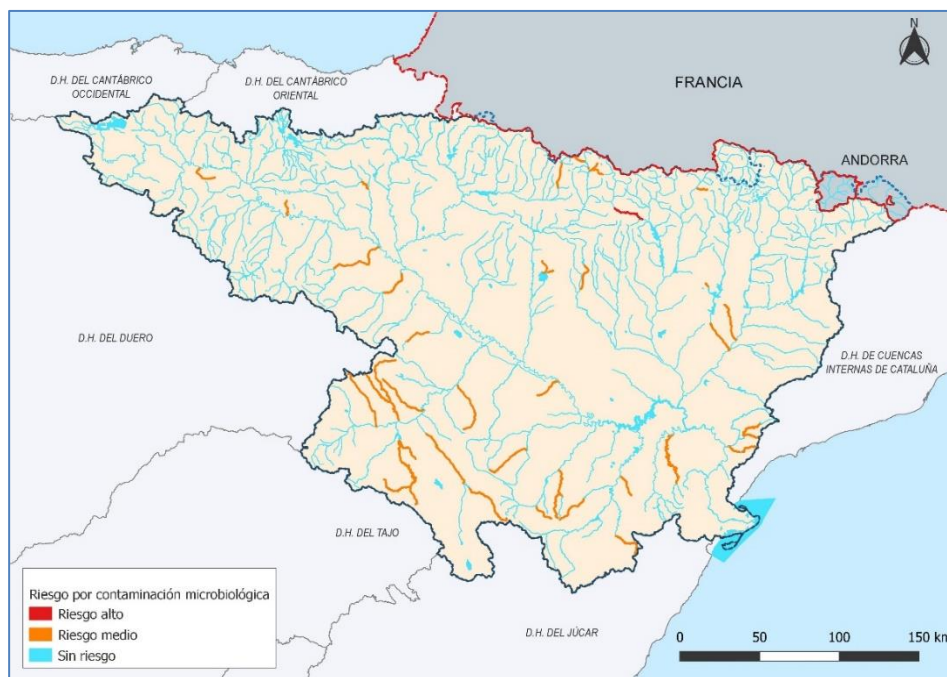 N
D.H. DEL CANTÁBRICO
OCCIDENTAL
D.H. DEL CANTÁBRICO
ORIENTAL
FRANCIA
ANDORRA
D.H. DEL DUERO
D.H. DE CUENCAS
INTERNAS DE CATALUÑA
D.H. DEL TAJO
D.H. DEL JÚCAR
Riesgo por contaminación microbiológica
Riesgo alto
Riesgo medio
Sin riesgo
0 50 100 150 km